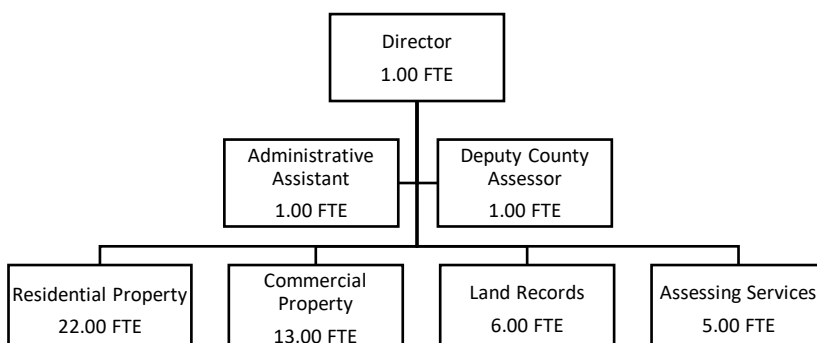 Director
1.00 FTE
Administrative
Assistant
1.00 FTE
Deputy County
Assessor
1.00 FTE
Residential Property
22.00 FTE
Commercial
Property
13.00 FTE
Land Records
6.00 FTE
Assessing Services
5.00 FTE